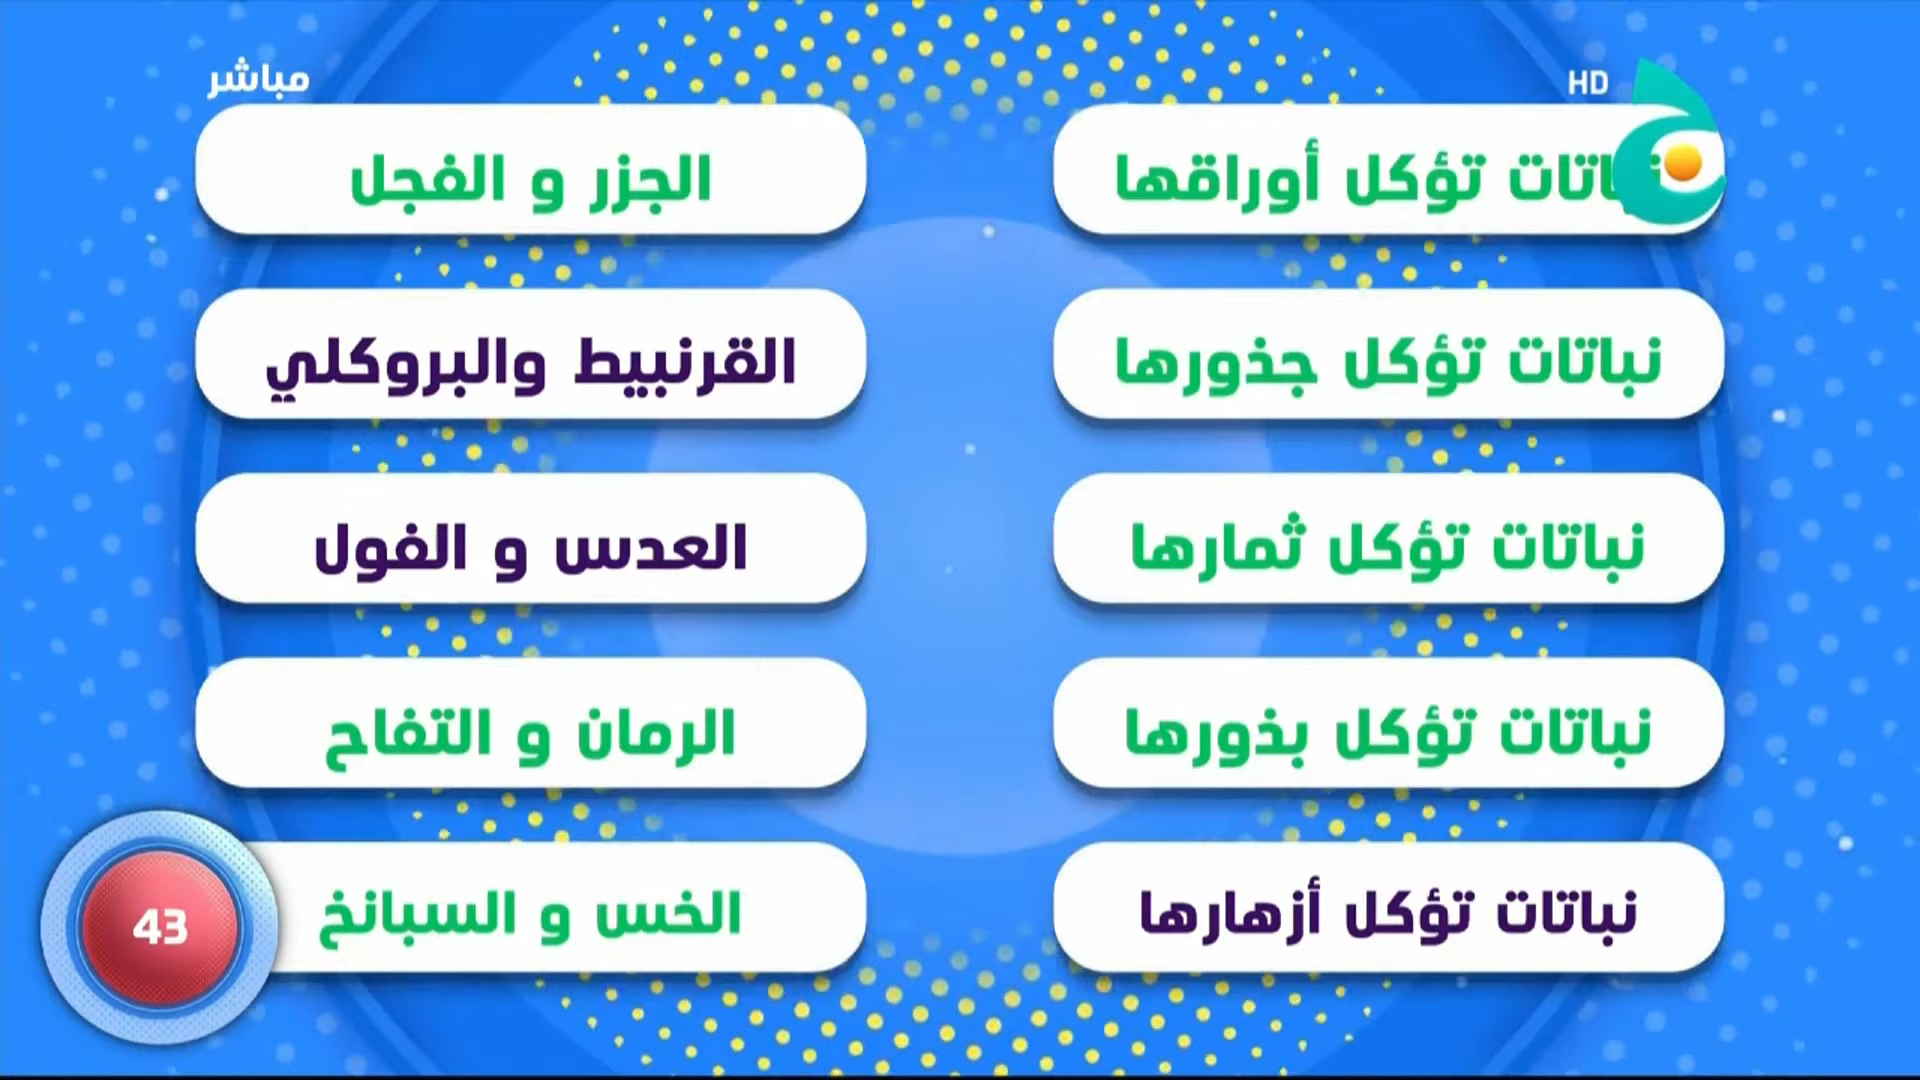 مباشر
HD
تؤكل أوراقها
الجزر و الفجل
نباتات تؤكل جذورها
القرنبيط والبروكلي
نباتات تؤكل ثمارها
العدس و الفول
نباتات تؤكل بذورها
الرمان و التفاح
نباتات تؤكل أزهارها
الخس و السبانخ
43